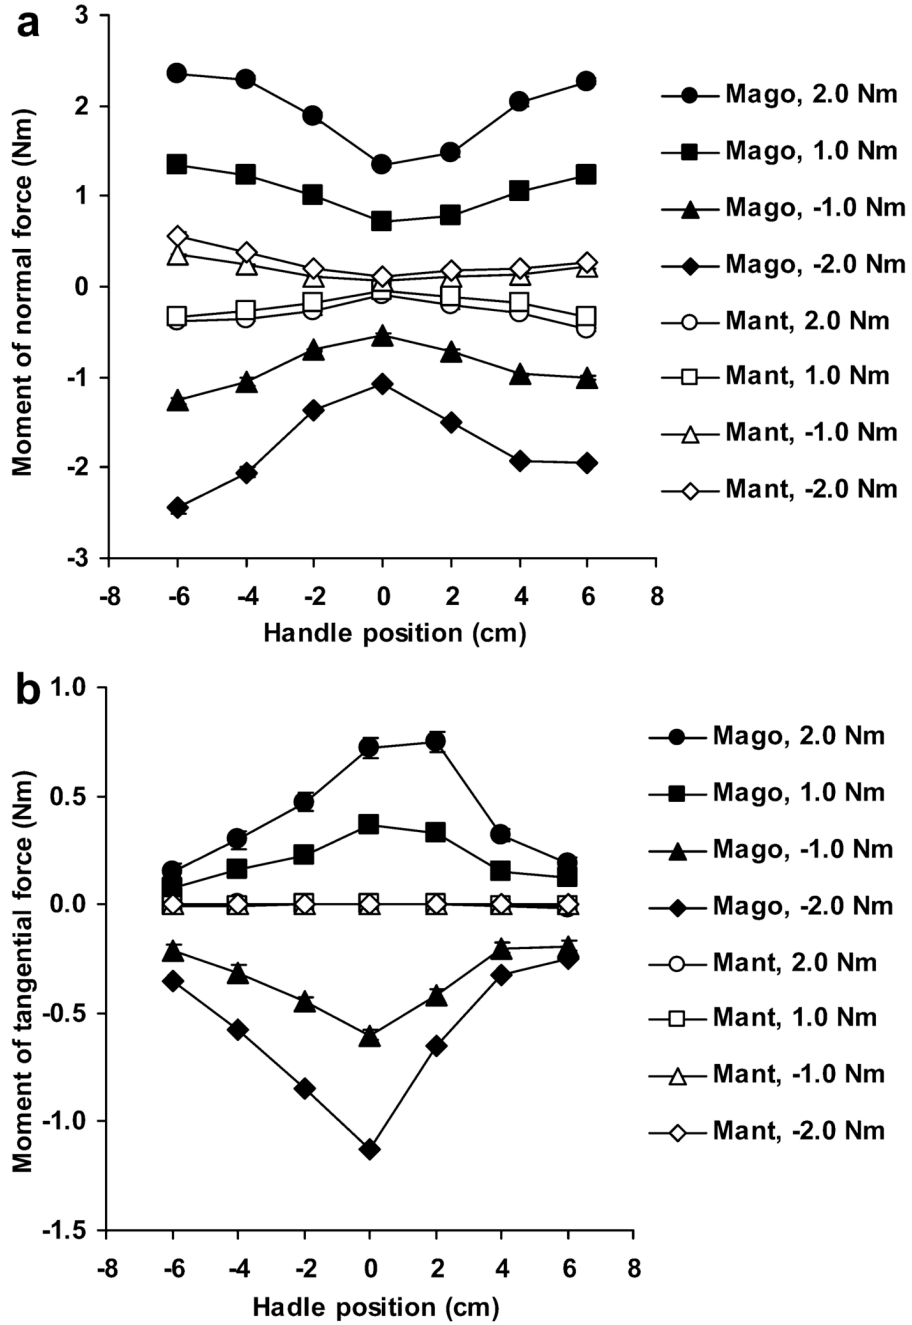 a
Moment of normal force (Nm)
3
2
1
0
-1
-2
-3
-8 -6 -4 -2 0 2 4 6 8
Handle position (cm)
Mago, 2.0 Nm
Mago, 1.0 Nm
Mago, -1.0 Nm
Mago, -2.0 Nm
Mant, 2.0 Nm
Mant, 1.0 Nm
Mant, -1.0 Nm
Mant, -2.0 Nm
b
Moment of tangential force (Nm)
1.0
0.5
0.0
-0.5
-1.0
-1.5
-8 -6 -4 -2 0 2 4 6 8
Hadle position (cm)
Mago, 2.0 Nm
Mago, 1.0 Nm
Mago, -1.0 Nm
Mago, -2.0 Nm
Mant, 2.0 Nm
Mant, 1.0 Nm
Mant, -1.0 Nm
Mant, -2.0 Nm